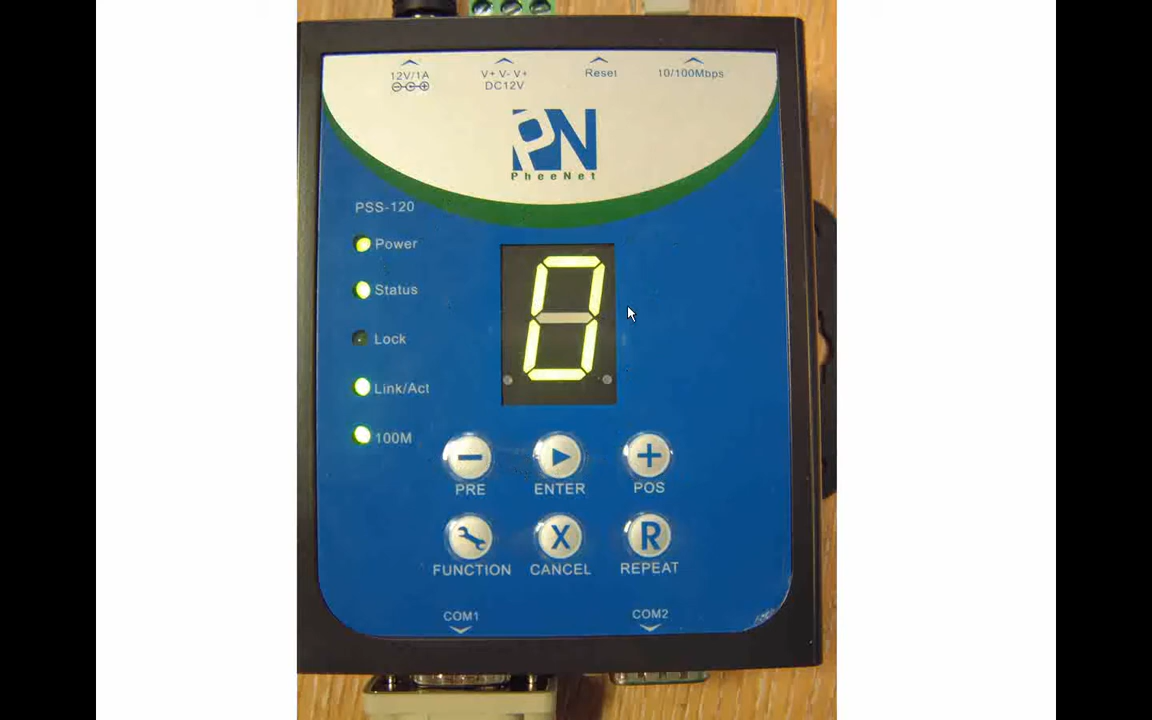 12V/1A
V+ V- V+
DC12V
Reset
10/100Mbps
PN
PheeNet
PSS-120
Power
Status
Lock
Link/Act
100M
0
PRE
ENTER
POS
X
R
FUNCTION
CANCEL
REPEAT
COM1
COM2